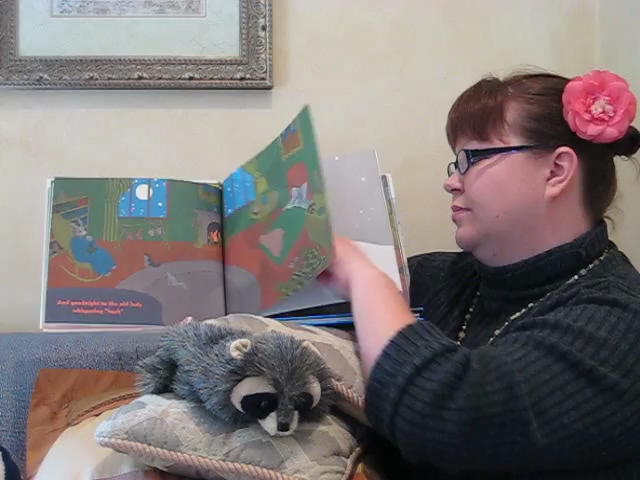 And goodnight to the old lady
whispering "hush"